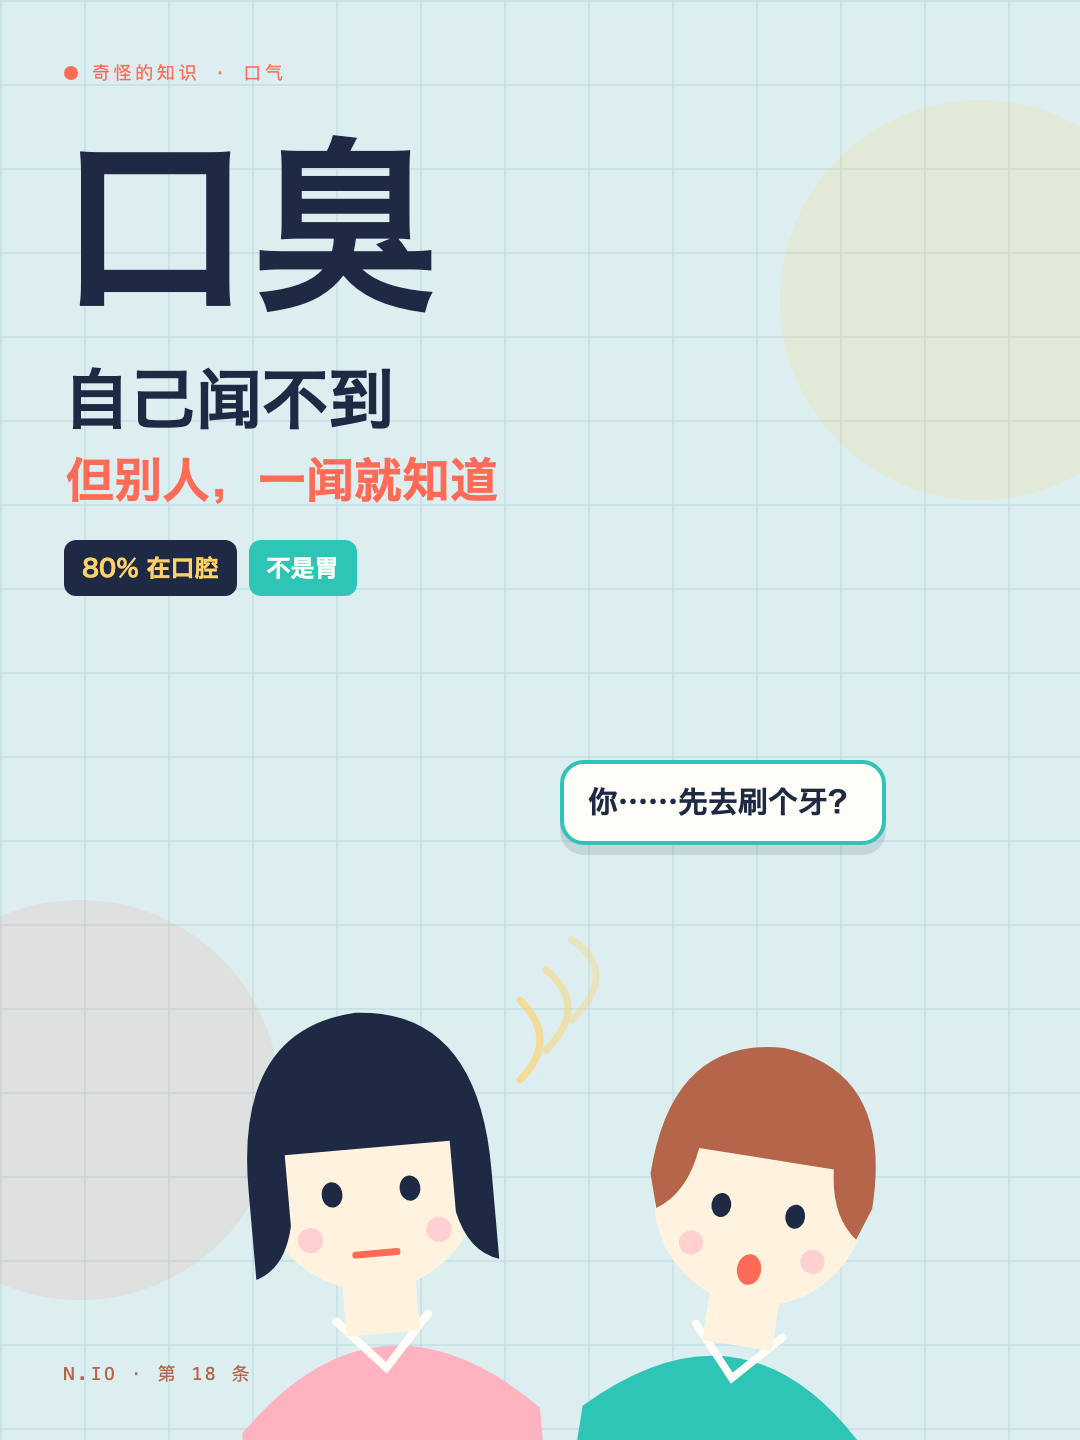 奇怪的知识 · 口气
口臭
自己闻不到
但别人，一闻就知道
80% 在口腔
不是胃
你……先去刷个牙？
N.IO · 第 18 条